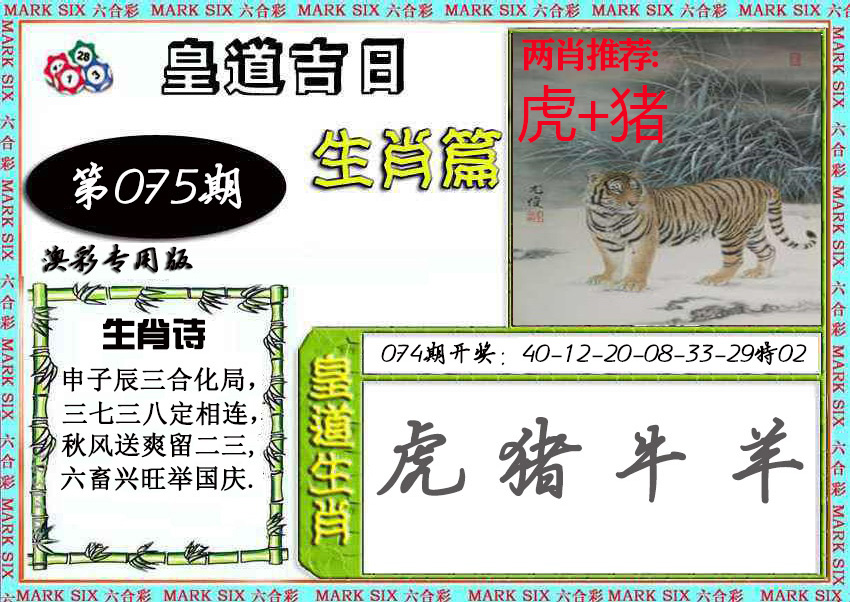 MARK SIX 六合彩 MARK SIX 六合彩 MARK SIX 六合彩 MARK SIX 六合彩 MARK SIX 六合彩 MARK SIX 六合彩
28
1
3
皇道吉日
两肖推荐:
虎+猪
生肖篇
第075期
澳彩专用版
生肖诗
申子辰三合化局，
三七三八定相连，
秋风送爽留二三，
六畜兴旺举国庆.
074期开奖：40-12-20-08-33-29特02
皇道生肖
虎 猪 牛 羊
MARK SIX 六合彩 MARK SIX 六合彩 MARK SIX 六合彩 MARK SIX 六合彩 MARK SIX 六合彩 MARK SIX